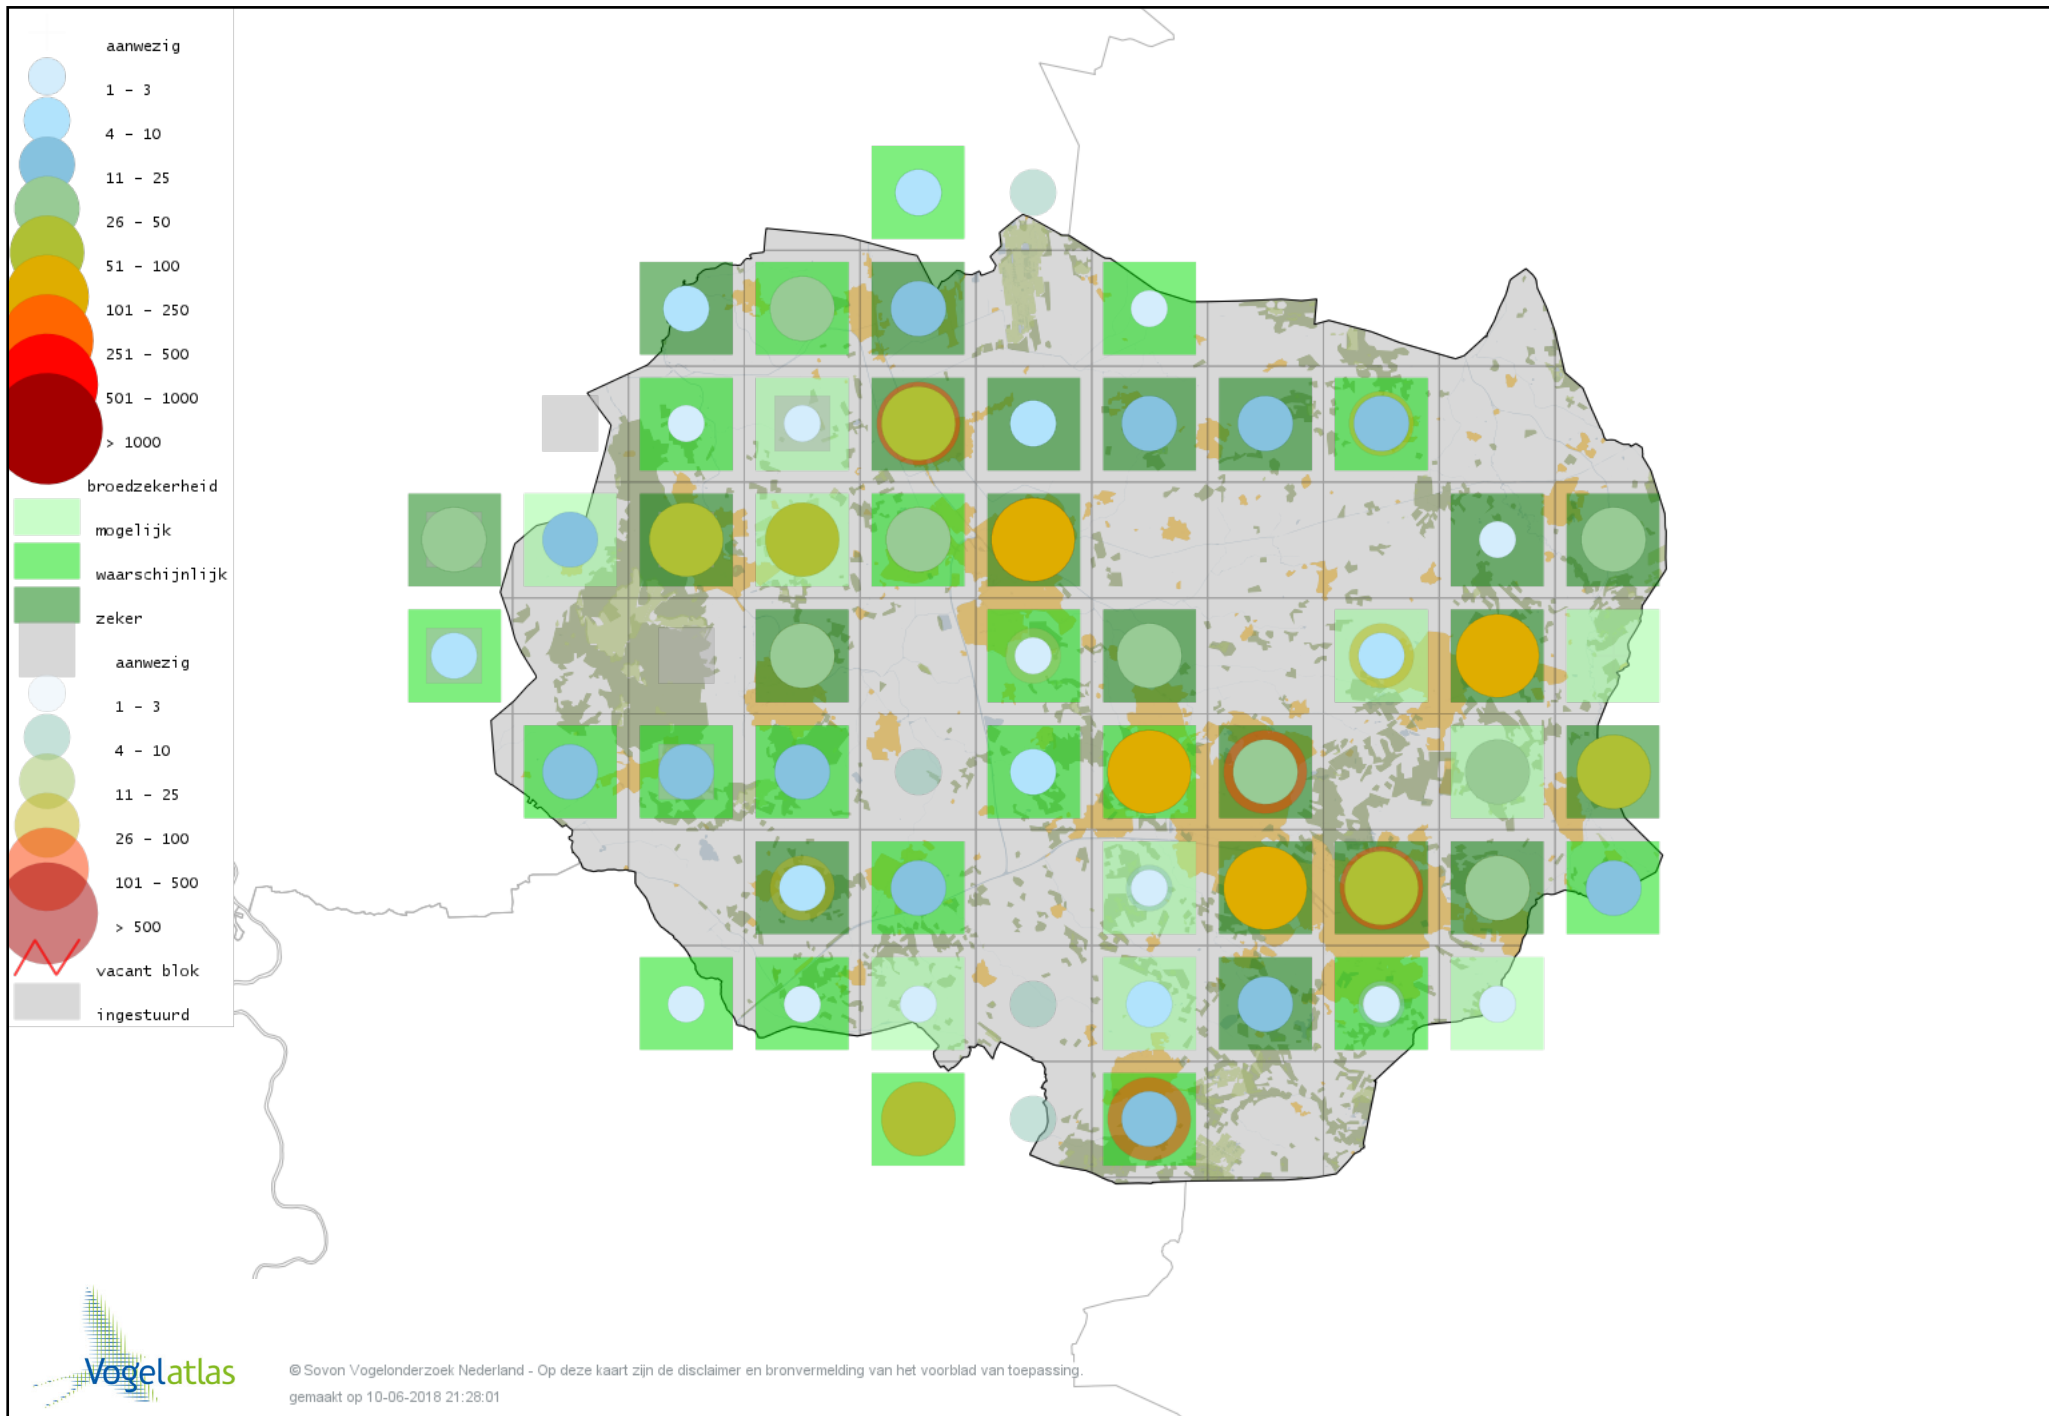 aanwezig
1 - 3
4 - 10
11 - 25
26 - 50
51 - 100
101 - 250
251 - 500
501 - 1000
> 1000
broedzekerheid
mogelijk
waarschijnlijk
zeker
aanwezig
1 - 3
4 - 10
11 - 25
26 - 100
101 - 500
> 500
vacant blok
ingestuurd
Vogelatlas
© Sovon Vogelonderzoek Nederland - Op deze kaart zijn de disclaimer en bronvermelding van het voorblad van toepassing.
gemaakt op 10-06-2018 21:28:01